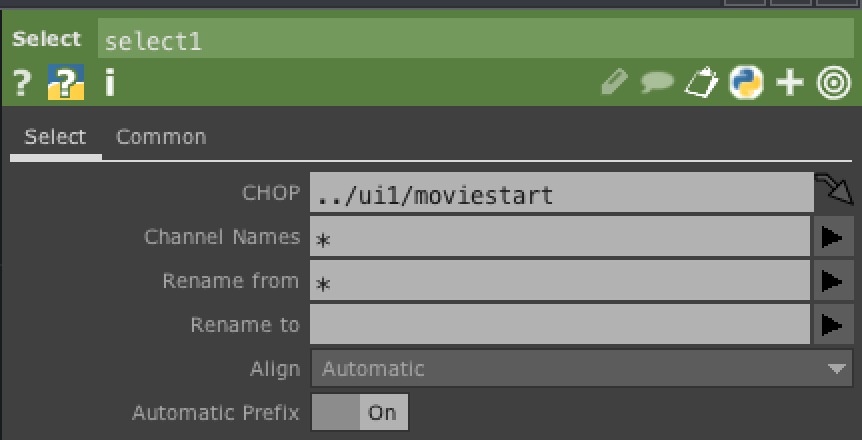 Select select1
? ? i
Select Common
CHOP ../ui1/moviestart
Channel Names *
Rename from *
Rename to
Align Automatic
Automatic Prefix On